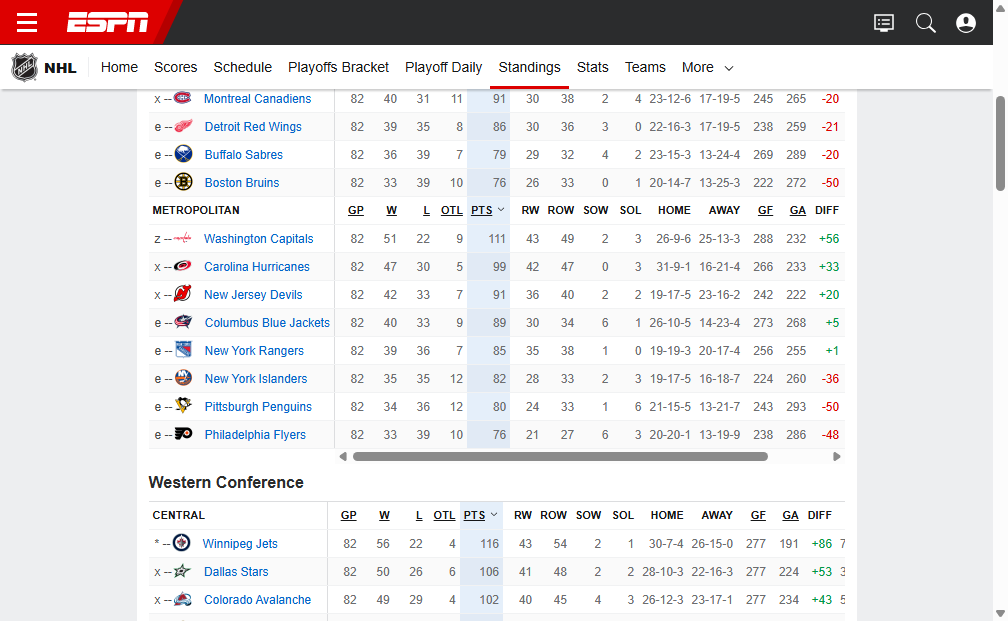 ESPN
NHL Home Scores Schedule Playoffs Bracket Playoff Daily Standings Stats Teams More
x -- Montreal Canadiens 82 40 31 11 91 30 38 2 4 23-12-6 17-19-5 245 265 -20
e -- Detroit Red Wings 82 39 35 8 86 30 36 3 0 22-16-3 17-19-5 238 259 -21
e -- Buffalo Sabres 82 36 39 7 79 29 32 4 2 23-15-3 13-24-4 269 289 -20
e -- Boston Bruins 82 33 39 10 76 26 33 0 1 20-14-7 13-25-3 222 272 -50
METROPOLITAN GP W L OTL PTS RW ROW SOW SOL HOME AWAY GF GA DIFF
z -- Washington Capitals 82 51 22 9 111 43 49 2 3 26-9-6 25-13-3 288 232 +56
x -- Carolina Hurricanes 82 47 30 5 99 42 47 0 3 31-9-1 16-21-4 266 233 +33
x -- New Jersey Devils 82 42 33 7 91 36 40 2 2 19-17-5 23-16-2 242 222 +20
e -- Columbus Blue Jackets 82 40 33 9 89 30 34 6 1 26-10-5 14-23-4 273 268 +5
e -- New York Rangers 82 39 36 7 85 35 38 1 0 19-19-3 20-17-4 256 255 +1
e -- New York Islanders 82 35 35 12 82 28 33 2 3 19-17-5 16-18-7 224 260 -36
e -- Pittsburgh Penguins 82 34 36 12 80 24 33 1 6 21-15-5 13-21-7 243 293 -50
e -- Philadelphia Flyers 82 33 39 10 76 21 27 6 3 20-20-1 13-19-9 238 286 -48
Western Conference
CENTRAL GP W L OTL PTS RW ROW SOW SOL HOME AWAY GF GA DIFF
* -- Winnipeg Jets 82 56 22 4 116 43 54 2 1 30-7-4 26-15-0 277 191 +86 7
x -- Dallas Stars 82 50 26 6 106 41 48 2 2 28-10-3 22-16-3 277 224 +53 3
x -- Colorado Avalanche 82 49 29 4 102 40 45 4 3 26-12-3 23-17-1 277 234 +43 5